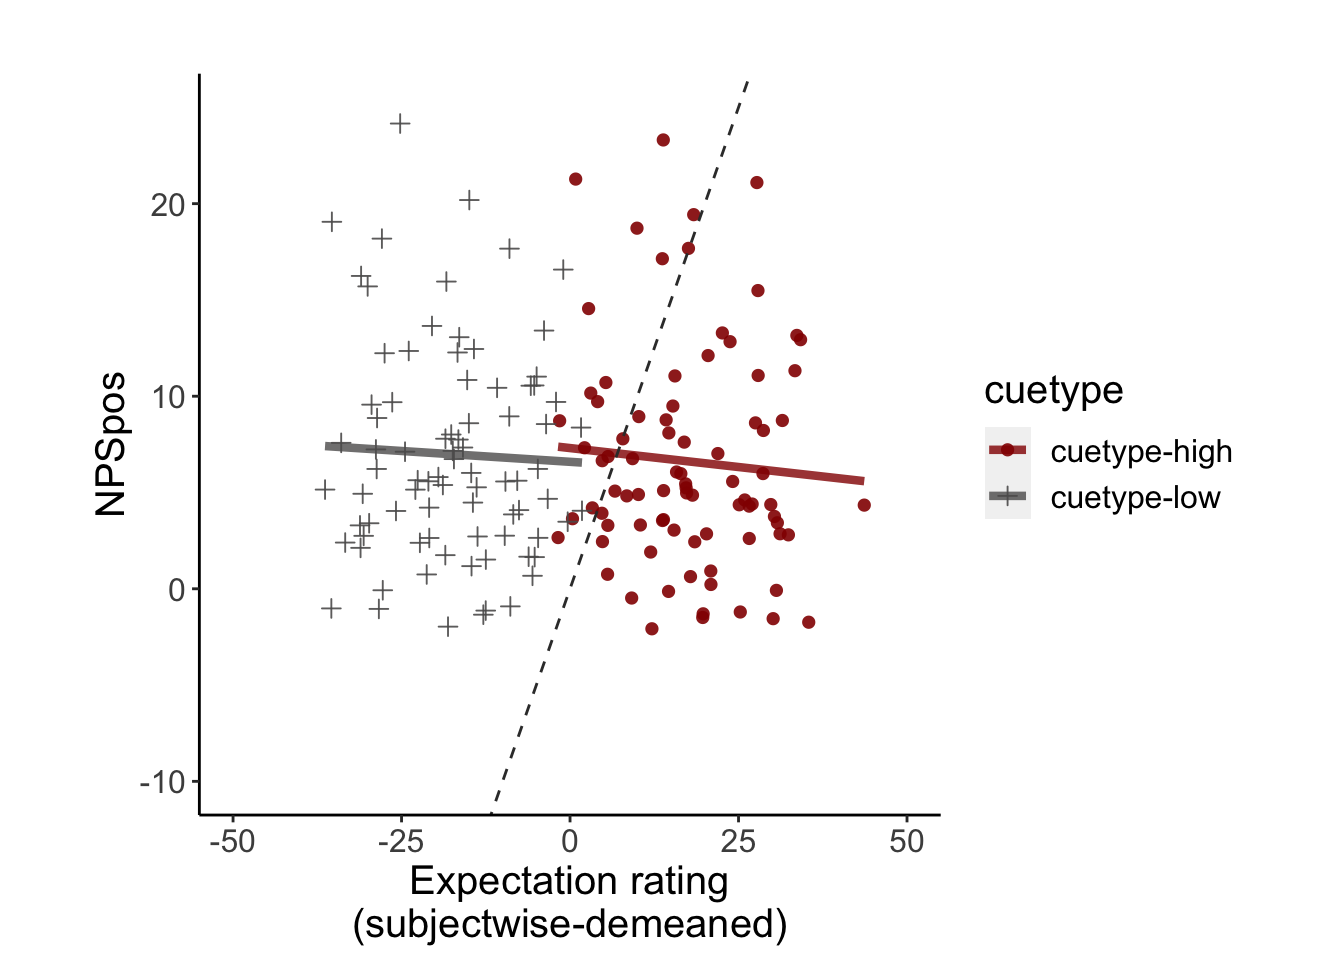 20
10
0
-10
NPSpos
-50
-25
0
25
50
Expectation rating
(subjectwise-demeaned)
cuetype
cuetype-high
cuetype-low